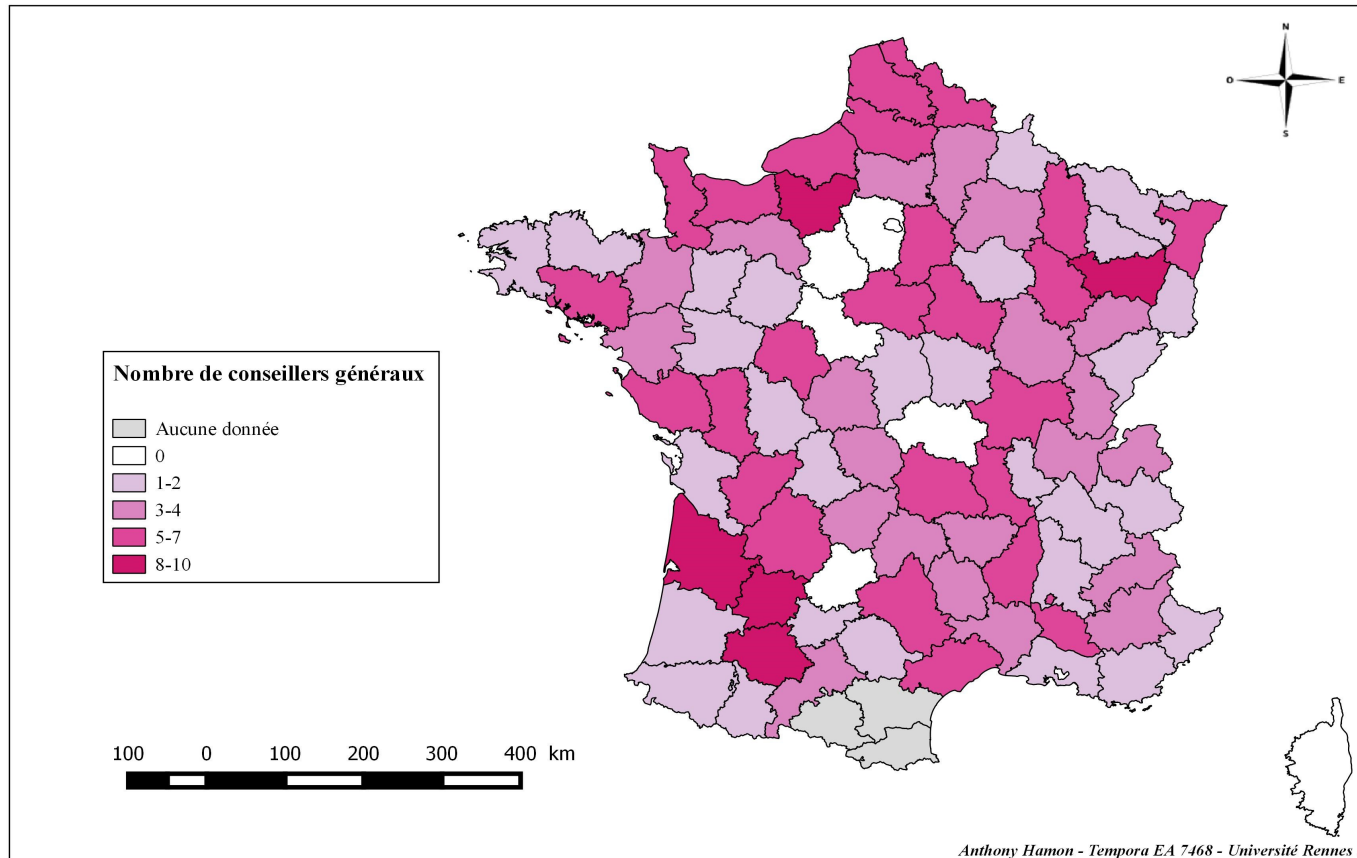 N
O E
S
Nombre de conseillers généraux
Aucune donnée
0
1-2
3-4
5-7
8-10
100 0 100 200 300 400 km
Anthony Hamon - Tempora EA 7468 - Université Rennes